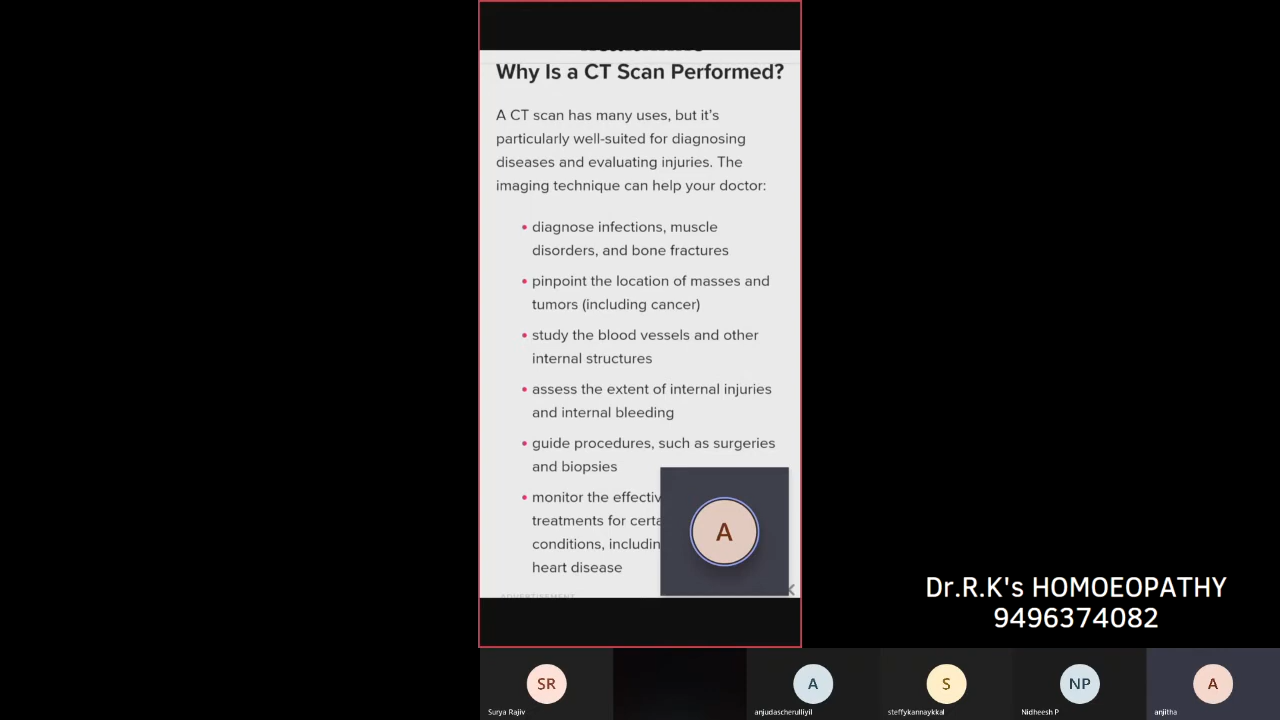 Why Is a CT Scan Performed?
A CT scan has many uses, but it's
particularly well-suited for diagnosing
diseases and evaluating injuries. The
imaging technique can help your doctor:
• diagnose infections, muscle
disorders, and bone fractures
• pinpoint the location of masses and
tumors (including cancer)
• study the blood vessels and other
internal structures
• assess the extent of internal injuries
and internal bleeding
• guide procedures, such as surgeries
and biopsies
• monitor the
treatments for
conditions,
heart disease
A
Dr.R.K's HOMOEOPATHY
9496374082
SR
A
S
NP
A
Surya Rajiv
anjudascherulliyil
steffykannaykkal
Nidheesh P
anjitha